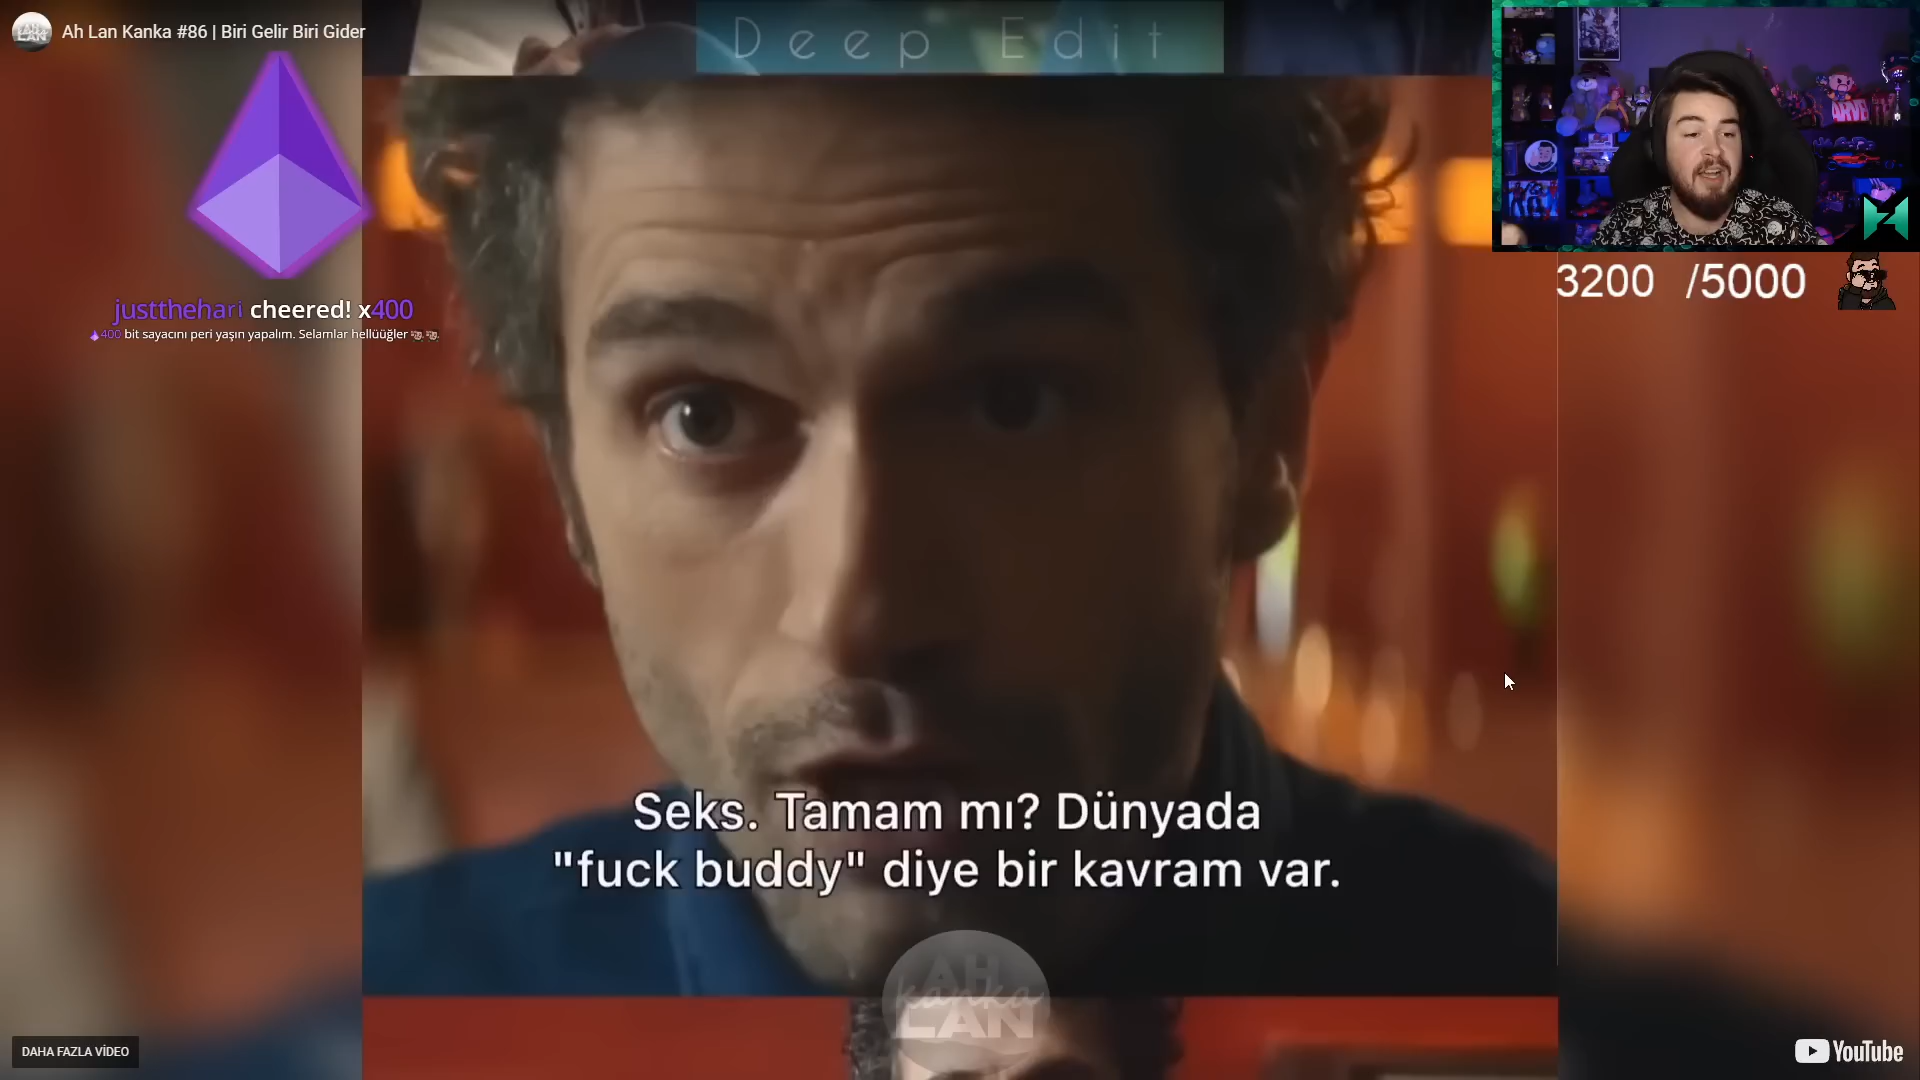 Ah Lan Kanka #86 | Biri Gelir Biri Gider
Deep Edit
justthehari cheered! x400
400 bit sayacını peri yaşın yapalım. Selamlar hellüüğler
3200 /5000
Seks. Tamam mı? Dünyada
"fuck buddy" diye bir kavram var.
AH
kanka
LAN
DAHA FAZLA VİDEO
YouTube